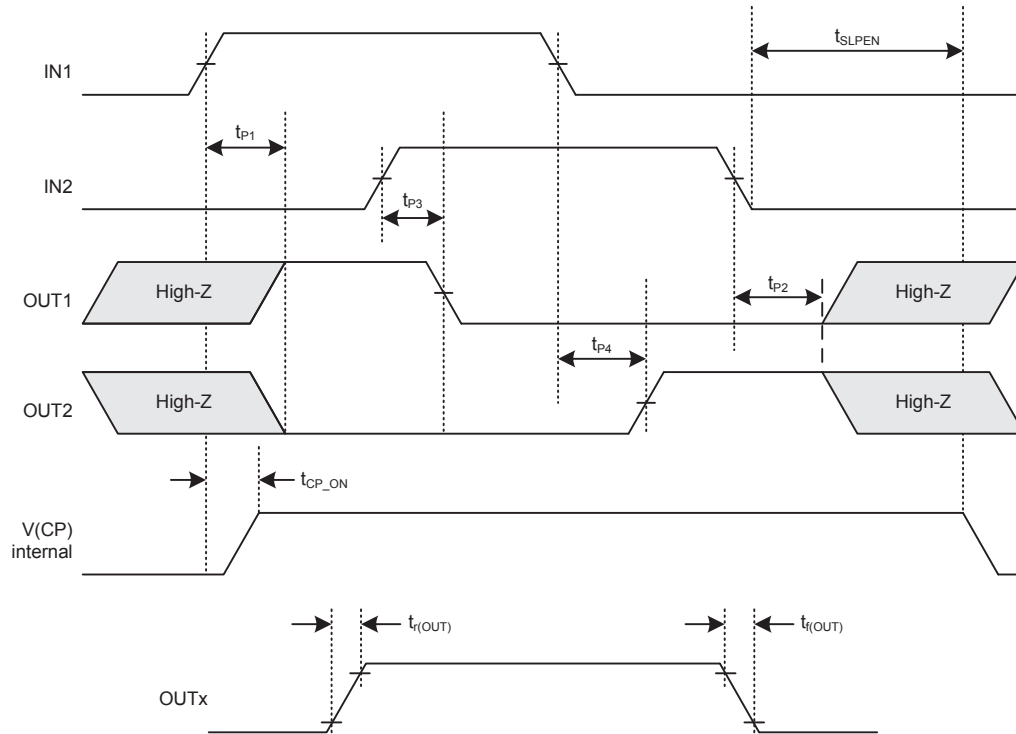 t_SLPEN
IN1
t_P1
IN2
t_P3
High-Z
High-Z
OUT1
t_P2
t_P4
High-Z
High-Z
OUT2
t_CP_ON
V(CP)
internal
t_r(OUT)
t_f(OUT)
OUTx